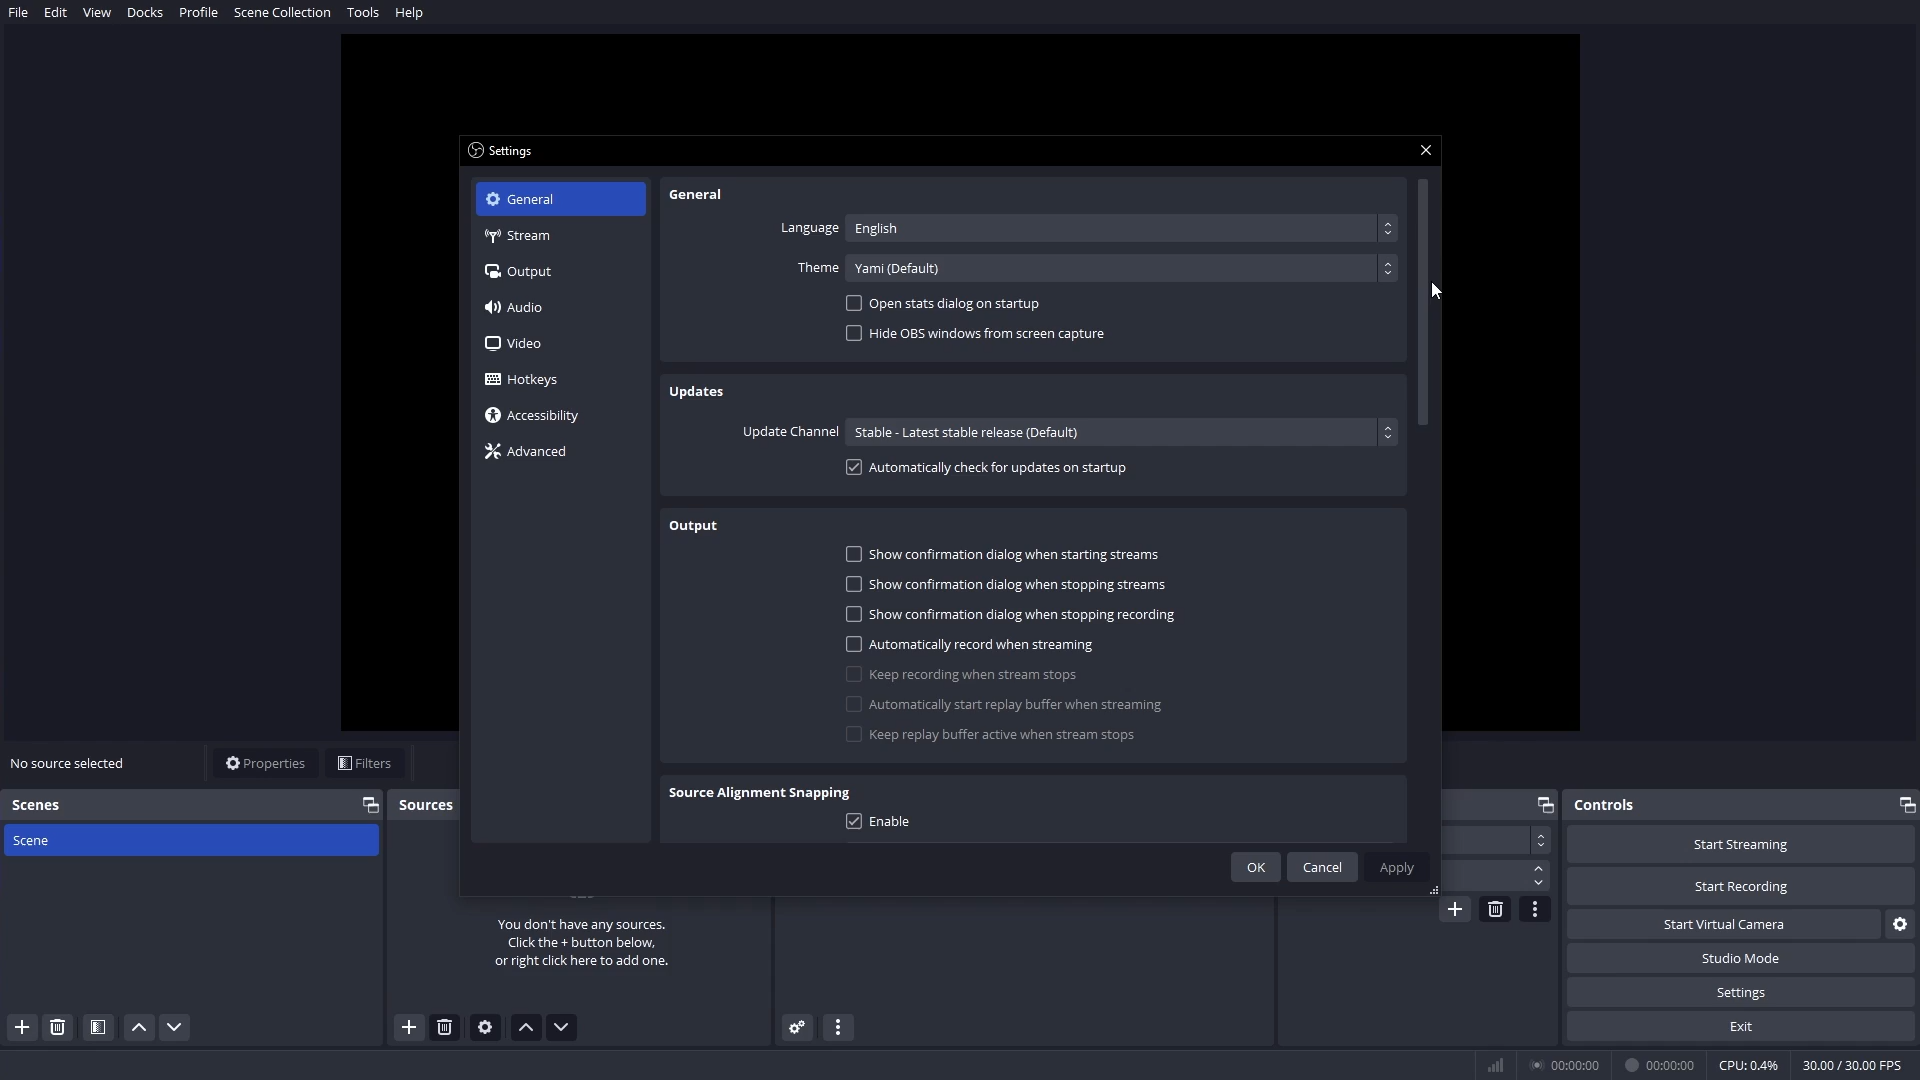 File Edit View Docks Profile Scene Collection Tools Help
Settings
General
Stream
Output
Audio
Video
Hotkeys
Accessibility
Advanced
General
Language English
Theme Yami (Default)
Open stats dialog on startup
Hide OBS windows from screen capture
Updates
Update Channel Stable - Latest stable release (Default)
Automatically check for updates on startup
Output
Show confirmation dialog when starting streams
Show confirmation dialog when stopping streams
Show confirmation dialog when stopping recording
Automatically record when streaming
Keep recording when stream stops
Automatically start replay buffer when streaming
Keep replay buffer active when stream stops
Source Alignment Snapping
Enable
OK Cancel Apply
No source selected Properties Filters
Scenes
Scene
Sources
You don't have any sources.
Click the + button below,
or right click here to add one.
Controls
Start Streaming
Start Recording
Start Virtual Camera
Studio Mode
Settings
Exit
00:00:00 00:00:00 CPU: 0.4% 30.00 / 30.00 FPS